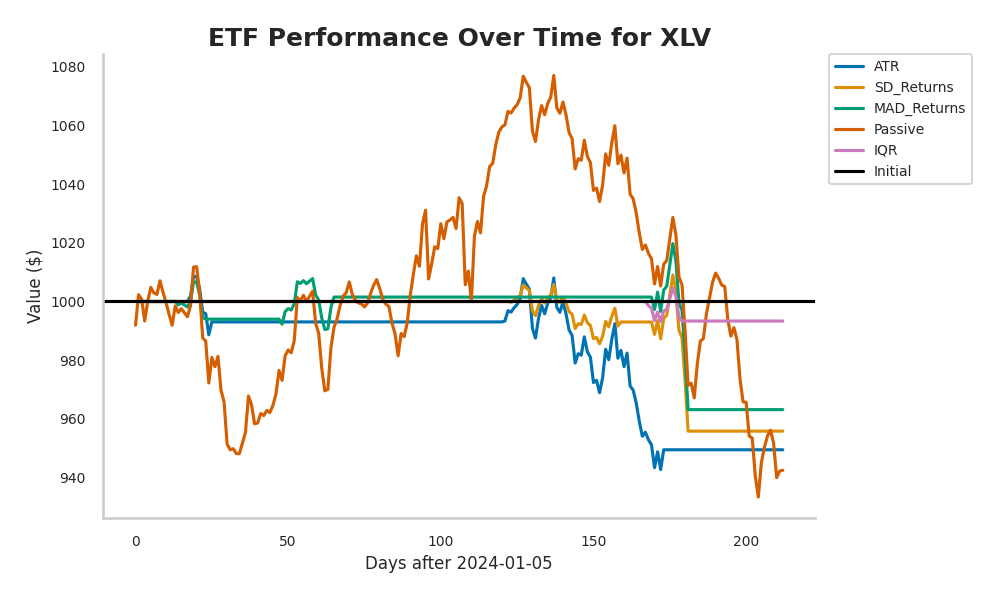 ETF Performance Over Time for XLV
1080
1060
1040
1020
1000
980
960
940
Value ($)
0
50
100
150
200
Days after 2024-01-05
ATR
SD_Returns
MAD_Returns
Passive
IQR
Initial